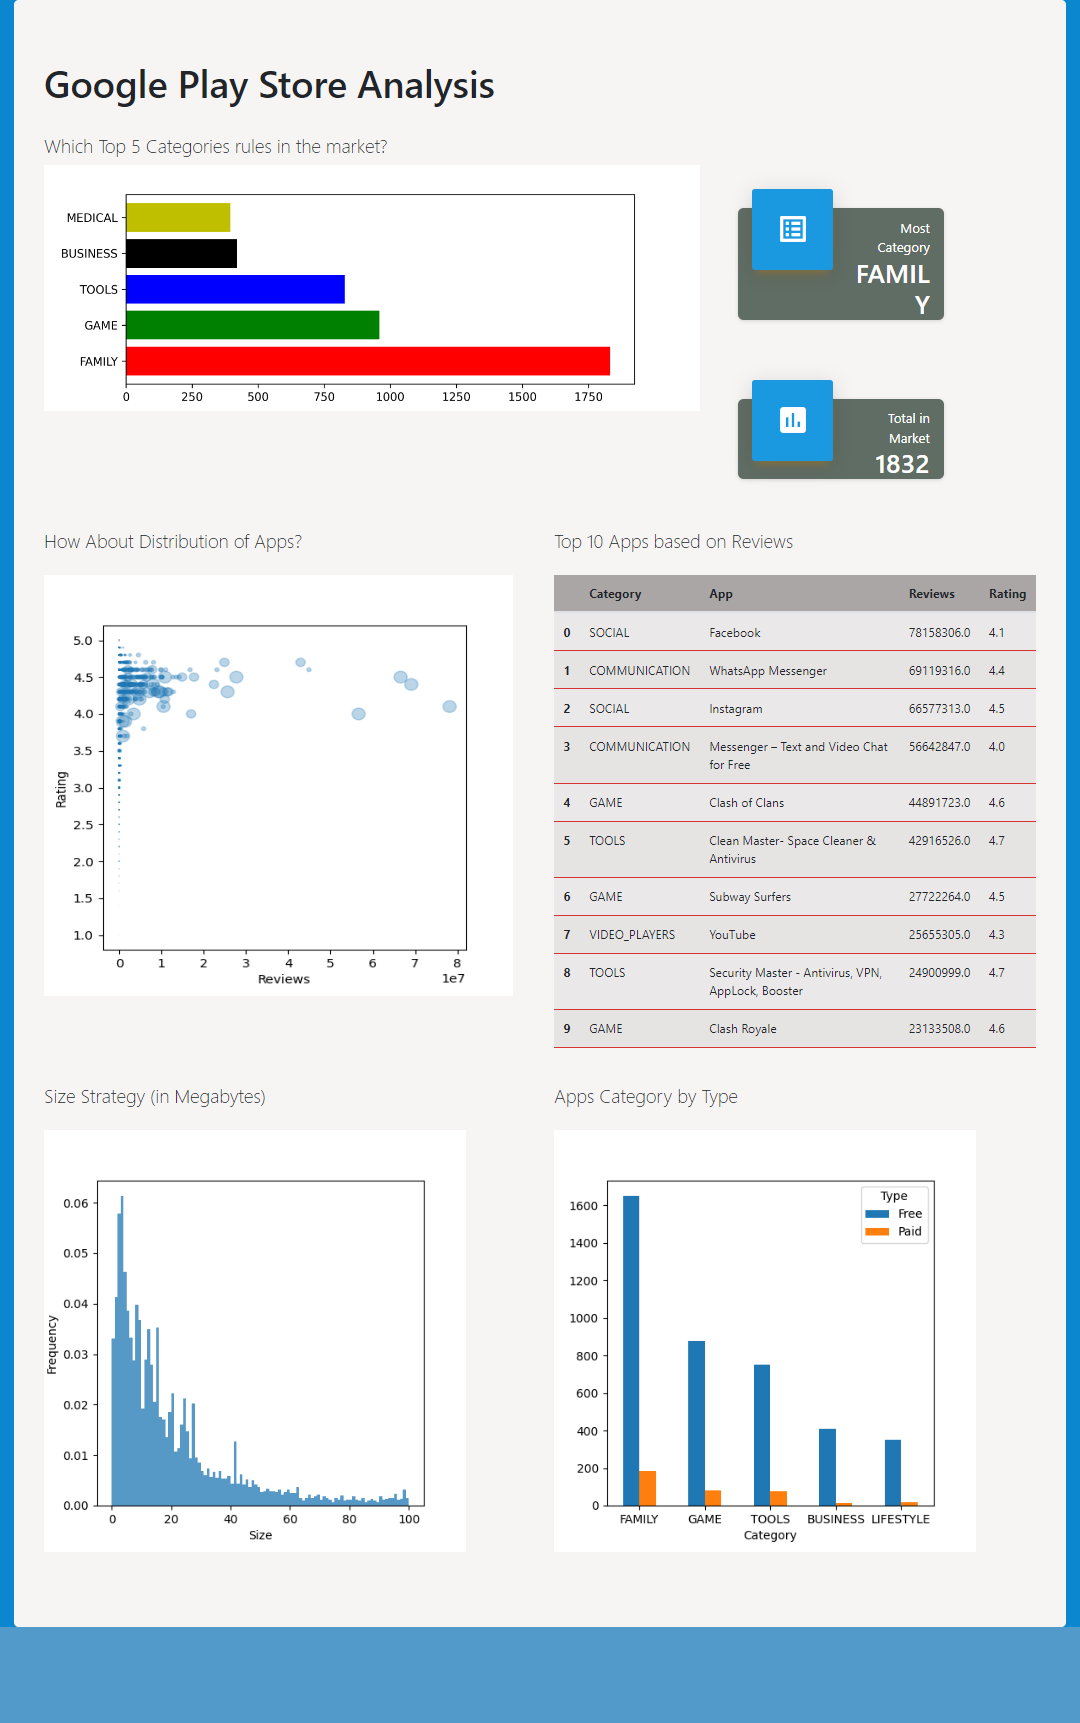 Google Play Store Analysis
Which Top 5 Categories rules in the market?
MEDICAL
BUSINESS
TOOLS
GAME
FAMILY
0 250 500 750 1000 1250 1500 1750
Most
Category
FAMIL
Y
Total in
Market
1832
How About Distribution of Apps?
5.0
4.5
4.0
3.5
3.0
2.5
2.0
1.5
1.0
Rating
0 1 2 3 4 5 6 7 8
Reviews
1e7
Top 10 Apps based on Reviews
Category App Reviews Rating
0 SOCIAL Facebook 78158306.0 4.1
1 COMMUNICATION WhatsApp Messenger 69119316.0 4.4
2 SOCIAL Instagram 66577313.0 4.5
3 COMMUNICATION Messenger – Text and Video Chat 56642847.0 4.0
for Free
4 GAME Clash of Clans 44891723.0 4.6
5 TOOLS Clean Master- Space Cleaner & 42916526.0 4.7
Antivirus
6 GAME Subway Surfers 27722264.0 4.5
7 VIDEO_PLAYERS YouTube 25655305.0 4.3
8 TOOLS Security Master - Antivirus, VPN, 24900999.0 4.7
AppLock, Booster
9 GAME Clash Royale 23133508.0 4.6
Size Strategy (in Megabytes)
0.06
0.05
0.04
0.03
0.02
0.01
0.00
Frequency
0 20 40 60 80 100
Size
Apps Category by Type
Type
Free
Paid
1600
1400
1200
1000
800
600
400
200
0
FAMILY GAME TOOLS BUSINESS LIFESTYLE
Category